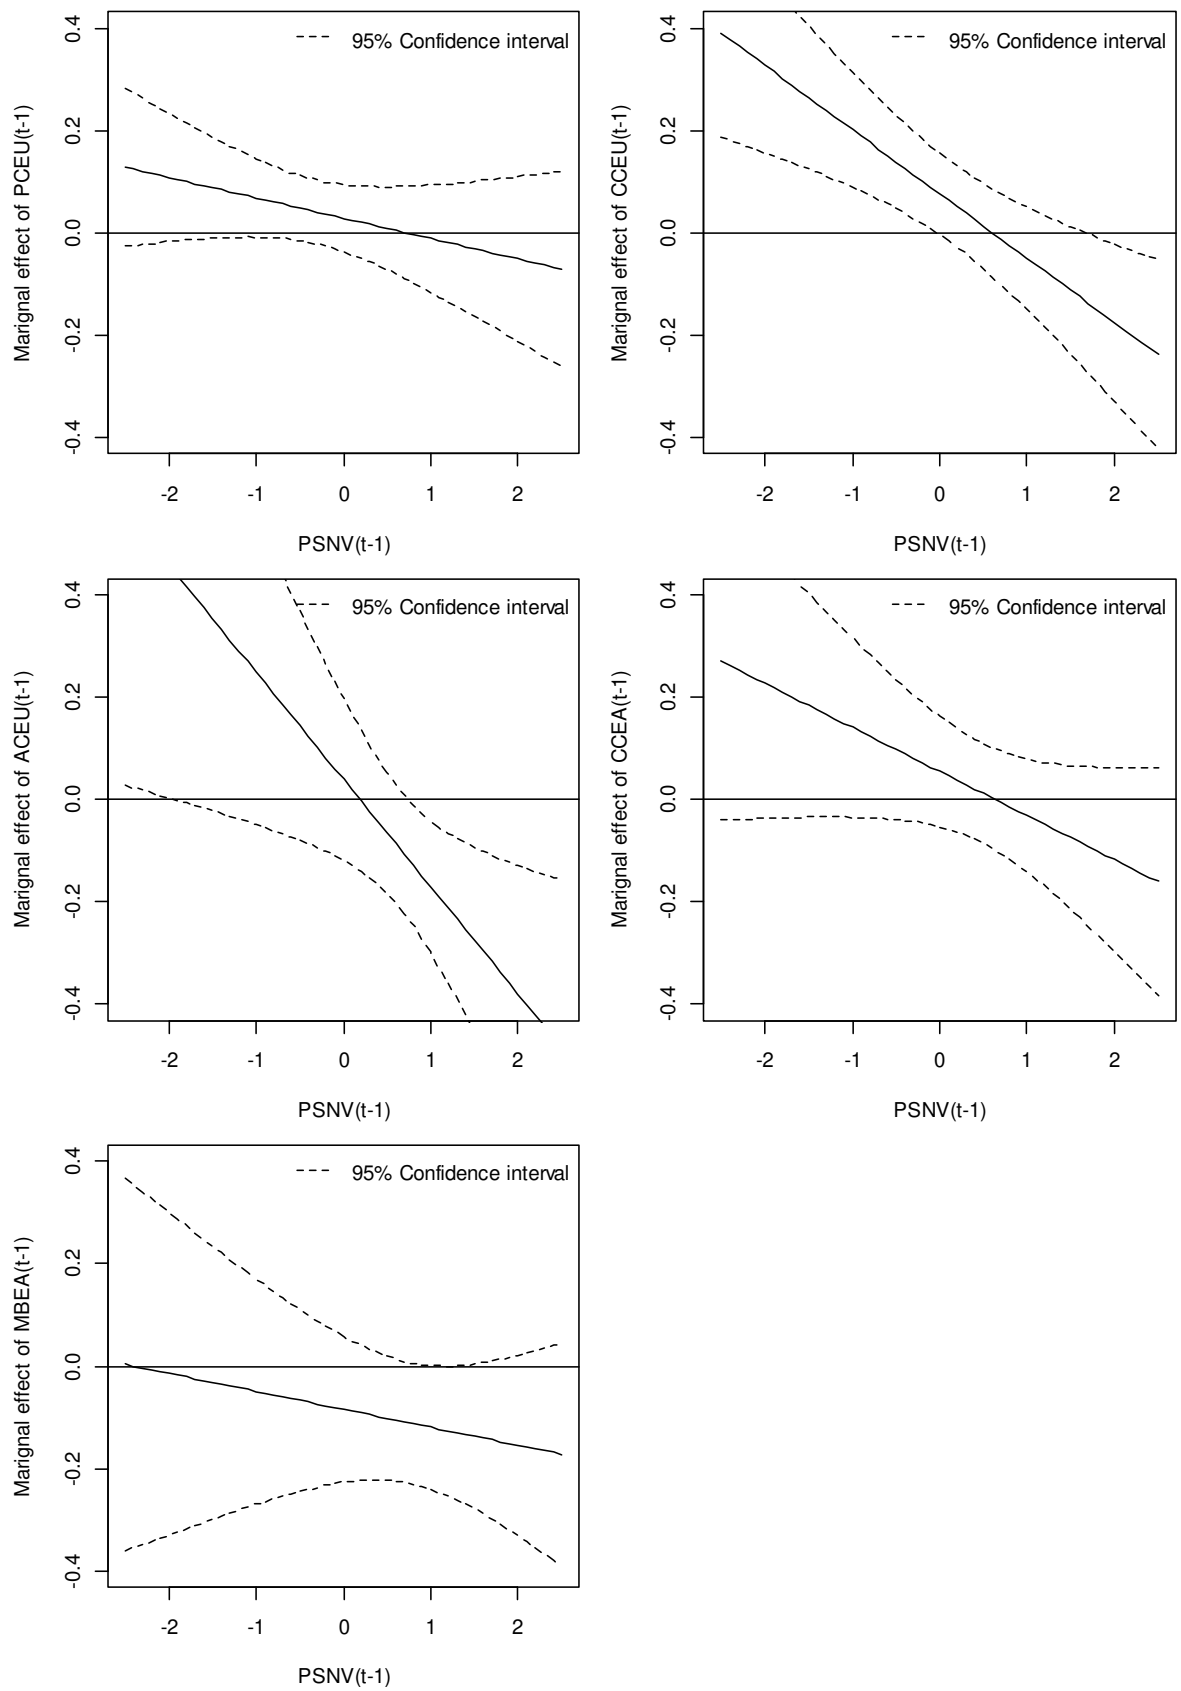 95% Confidence interval
Marignal effect of PCEU(t-1)
0.4
0.2
0.0
-0.2
-0.4
-2 -1 0 1 2
PSNV(t-1)
95% Confidence interval
Marignal effect of CCEU(t-1)
0.4
0.2
0.0
-0.2
-0.4
-2 -1 0 1 2
PSNV(t-1)
95% Confidence interval
Marignal effect of ACEU(t-1)
0.4
0.2
0.0
-0.2
-0.4
-2 -1 0 1 2
PSNV(t-1)
95% Confidence interval
Marignal effect of CCEA(t-1)
0.4
0.2
0.0
-0.2
-0.4
-2 -1 0 1 2
PSNV(t-1)
95% Confidence interval
Marignal effect of MBEA(t-1)
0.4
0.2
0.0
-0.2
-0.4
-2 -1 0 1 2
PSNV(t-1)